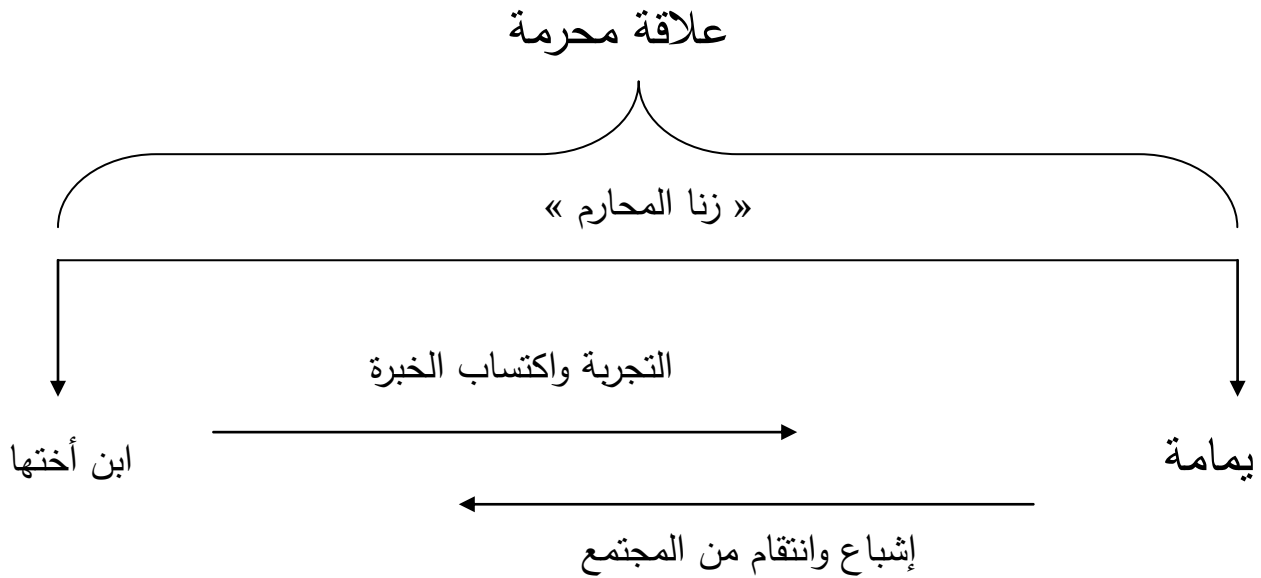 علاقة محرمة
« زنا المحارم »
التجربة واكتساب الخبرة
يمامة
ابن أختها
إشباع وانتقام من المجتمع